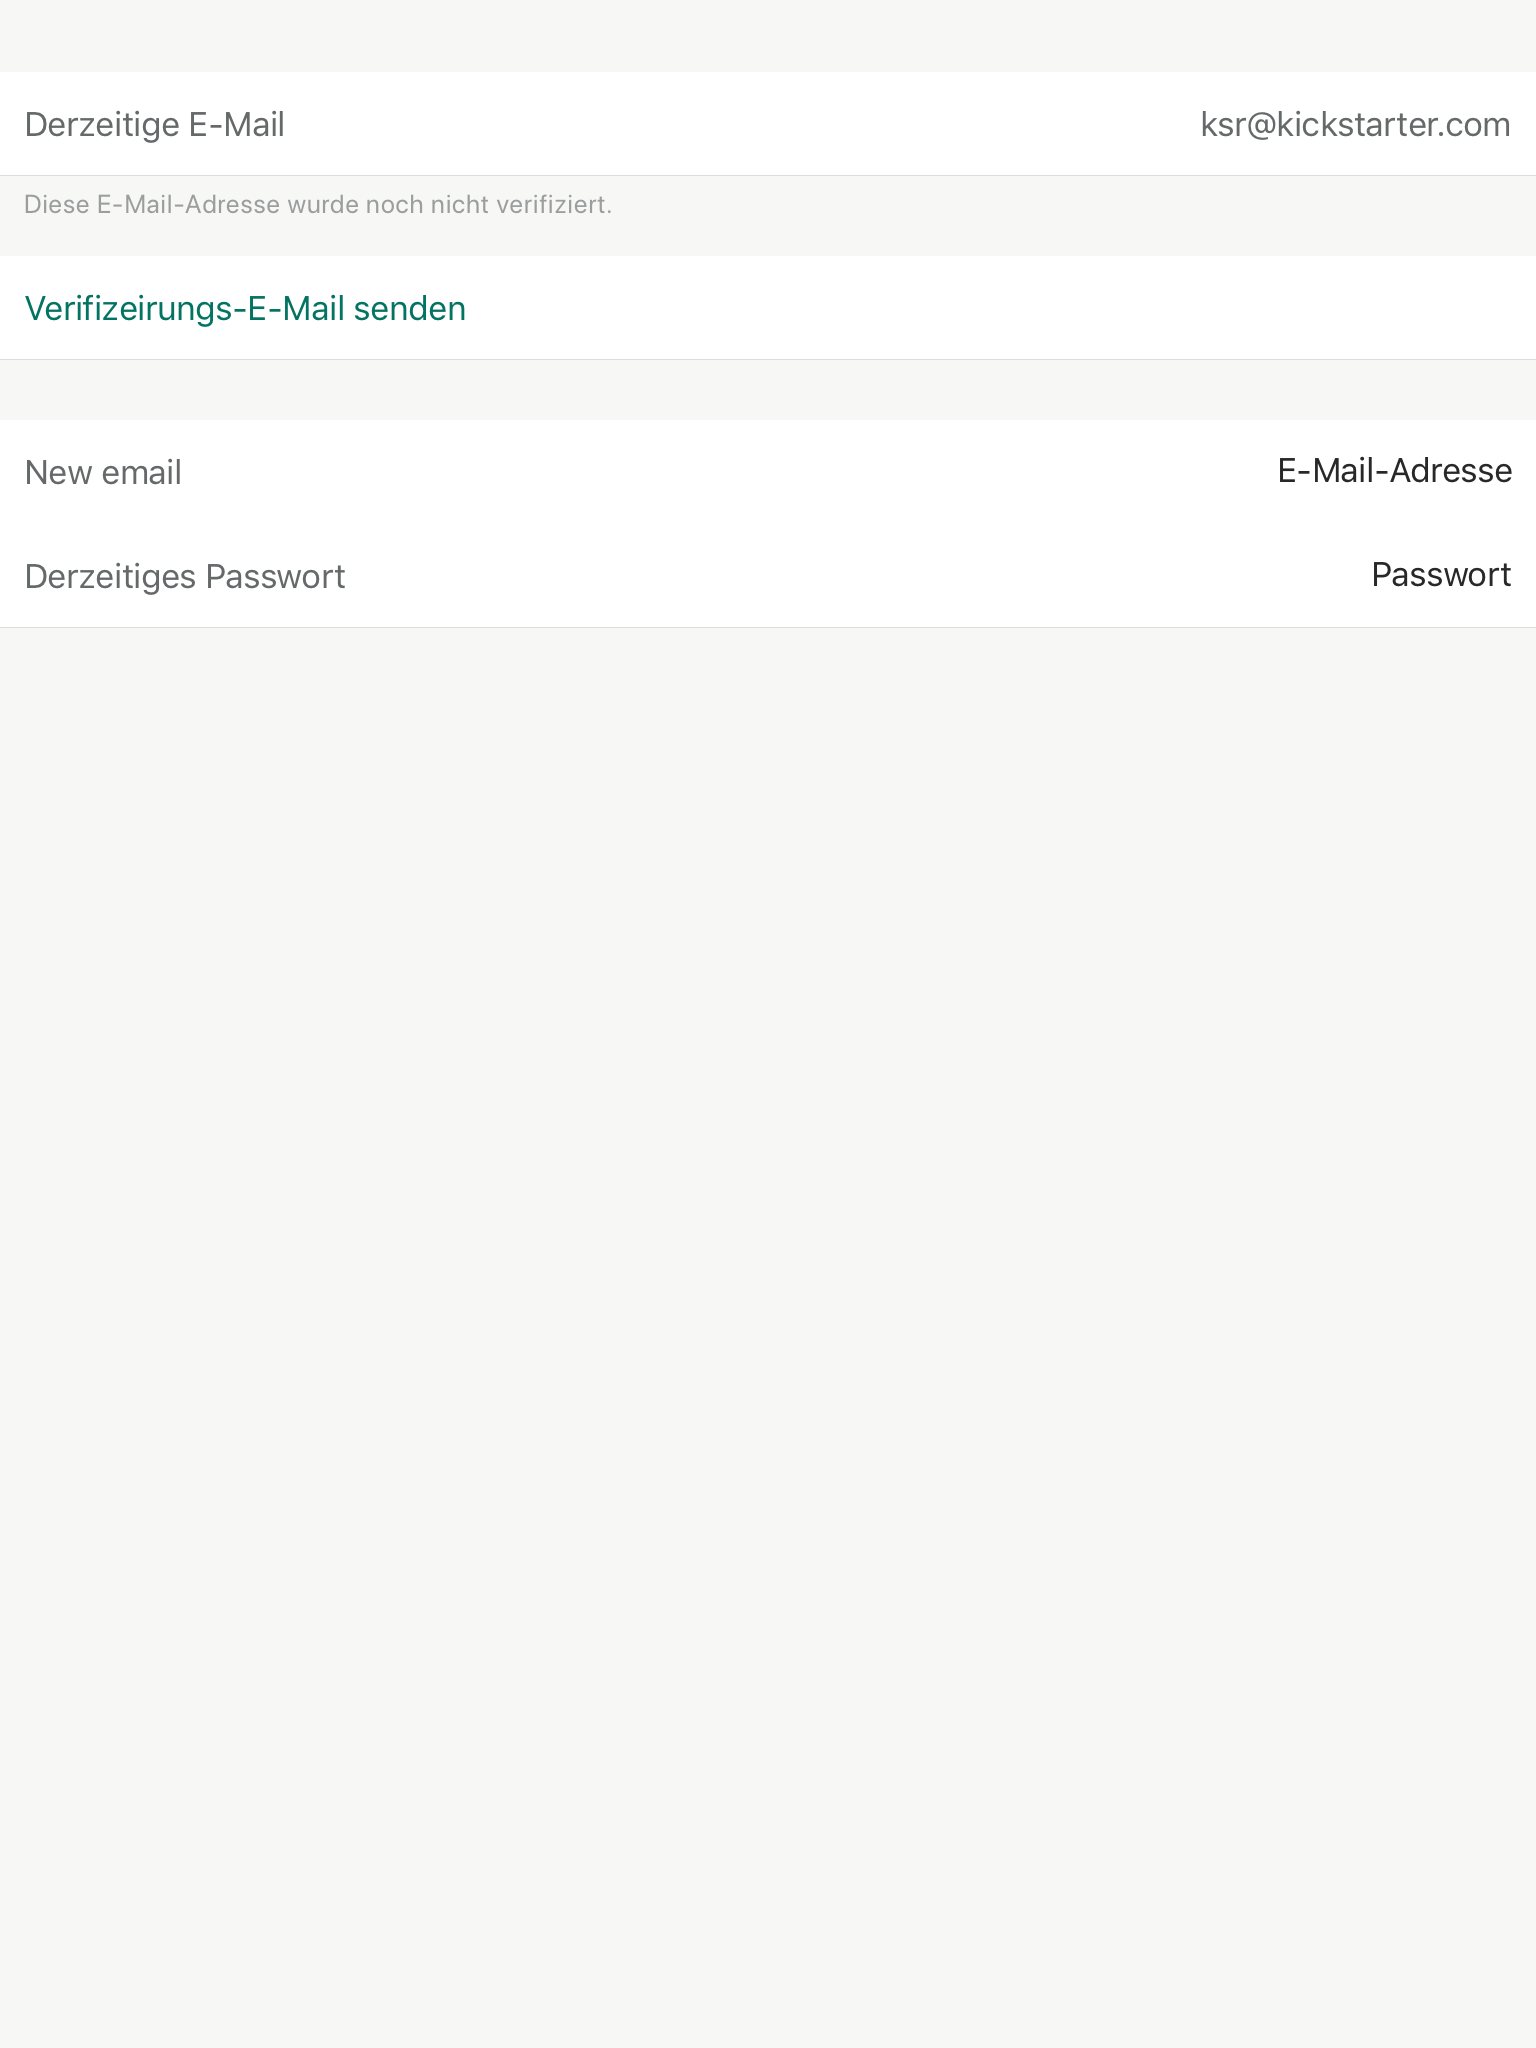 Derzeitige E-Mail ksr@kickstarter.com
Diese E-Mail-Adresse wurde noch nicht verifiziert.
Verifizeirungs-E-Mail senden
New email E-Mail-Adresse
Derzeitiges Passwort Passwort